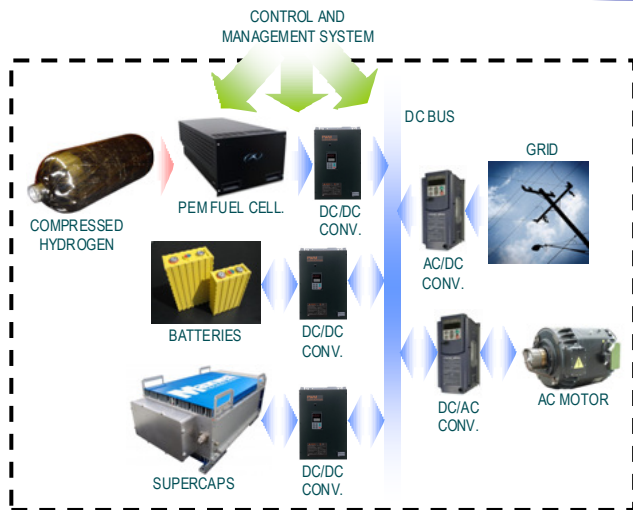 CONTROL AND
MANAGEMENT SYSTEM
DC BUS
GRID
COMPRESSED
HYDROGEN
PEM FUEL CELL.
DC/DC
CONV.
AC/DC
CONV.
BATTERIES
DC/DC
CONV.
DC/AC
CONV.
AC MOTOR
SUPERCAPS
DC/DC
CONV.